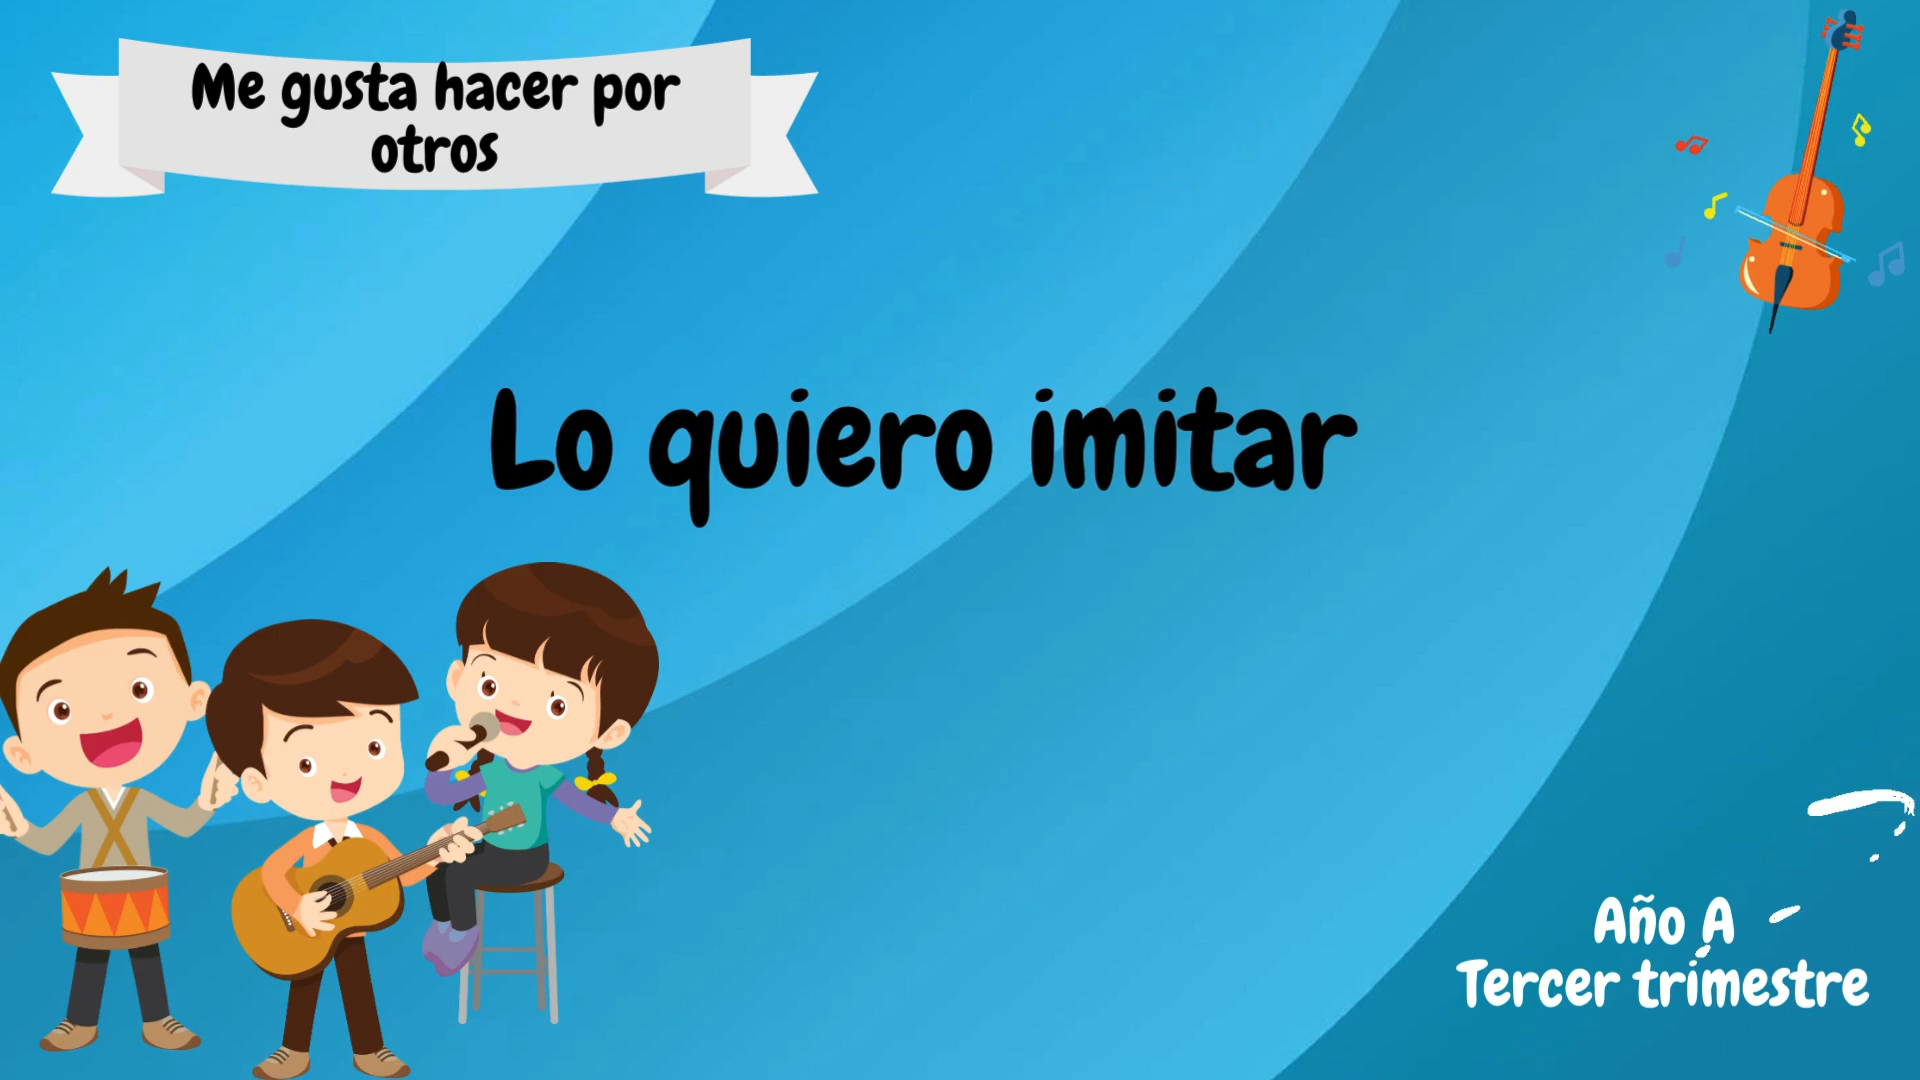 Me gusta hacer por
otros
Lo quiero imitar
Año A
Tercer trimestre